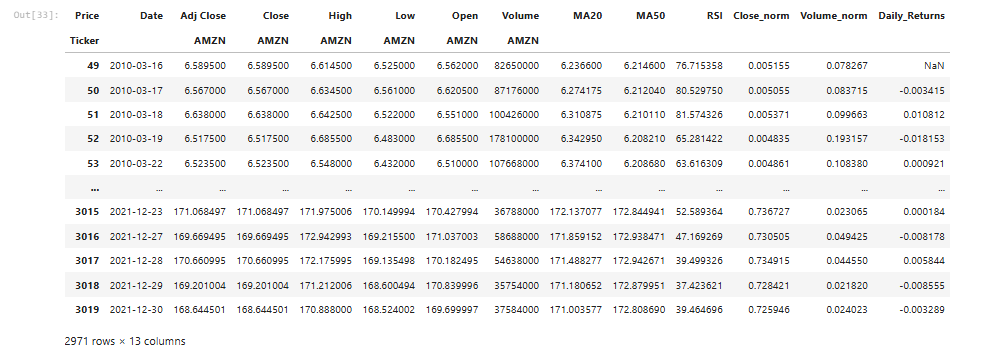 Out[33]: Price Date Adj Close Close High Low Open Volume MA20 MA50 RSI Close_norm Volume_norm Daily_Returns
Ticker AMZN AMZN AMZN AMZN AMZN AMZN
49 2010-03-16 6.589500 6.589500 6.614500 6.525000 6.562000 82650000 6.236600 6.214600 76.715358 0.005155 0.078267 NaN
50 2010-03-17 6.567000 6.567000 6.634500 6.561000 6.620500 87176000 6.274175 6.212040 80.529750 0.005055 0.083715 -0.003415
51 2010-03-18 6.638000 6.638000 6.642500 6.522000 6.551000 100426000 6.310875 6.210110 81.574326 0.005371 0.099663 0.010812
52 2010-03-19 6.517500 6.517500 6.685500 6.483000 6.685500 178100000 6.342950 6.208210 65.281422 0.004835 0.193157 -0.018153
53 2010-03-22 6.523500 6.523500 6.548000 6.432000 6.510000 107668000 6.374100 6.208680 63.616309 0.004861 0.108380 0.000921
... ... ... ... ... ... ... ... ... ... ... ... ... ...
3015 2021-12-23 171.068497 171.068497 171.975006 170.149994 170.427994 36788000 172.137077 172.844941 52.589364 0.736727 0.023065 0.000184
3016 2021-12-27 169.669495 169.669495 172.942993 169.215500 171.037003 58688000 171.859152 172.938471 47.169269 0.730505 0.049425 -0.008178
3017 2021-12-28 170.660995 170.660995 172.175995 169.135498 170.182495 54638000 171.488277 172.942671 39.499326 0.734915 0.044550 0.005844
3018 2021-12-29 169.201004 169.201004 171.212006 168.600494 170.839996 35754000 171.180652 172.879951 37.423621 0.728421 0.021820 -0.008555
3019 2021-12-30 168.644501 168.644501 170.888000 168.524002 169.699997 37584000 171.003577 172.808690 39.464696 0.725946 0.024023 -0.003289
2971 rows × 13 columns